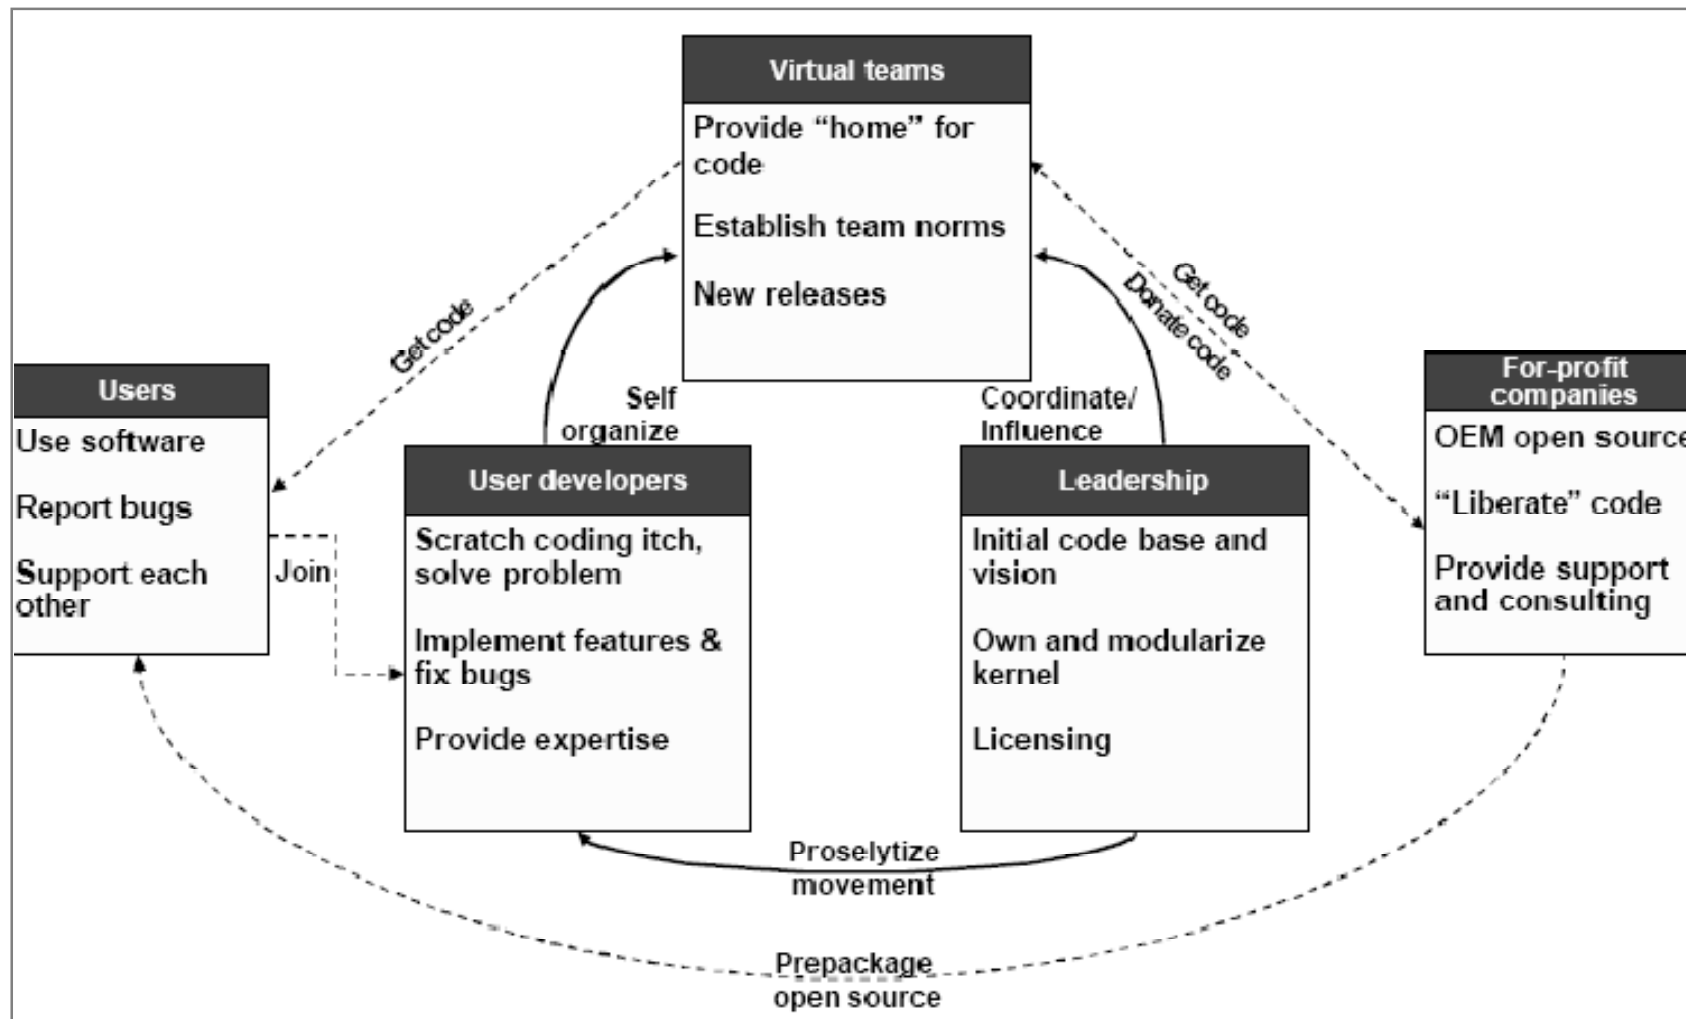 Virtual teams
Provide “home” for
code
Establish team norms
New releases
Get code
Get code
Donate code
Users
Use software
Report bugs
Support each
other
Join
Self
organize
Coordinate/
Influence
For-profit
companies
OEM open source
“Liberate” code
Provide support
and consulting
User developers
Scratch coding itch,
solve problem
Implement features &
fix bugs
Provide expertise
Leadership
Initial code base and
vision
Own and modularize
kernel
Licensing
Proselytize
movement
Prepackage
open source